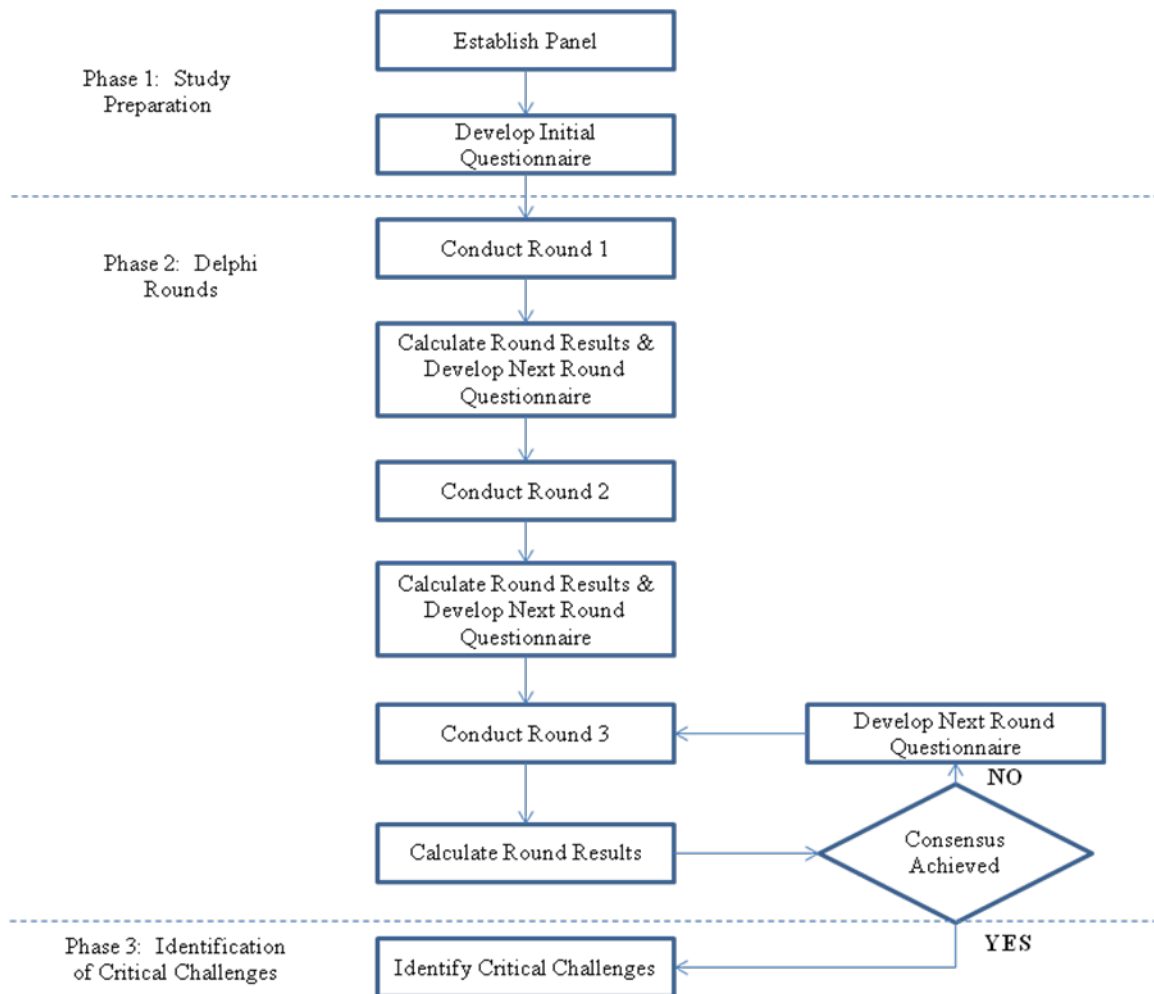 Establish Panel
Phase 1: Study
Preparation
Develop Initial
Questionnaire
Conduct Round 1
Phase 2: Delphi
Rounds
Calculate Round Results &
Develop Next Round
Questionnaire
Conduct Round 2
Calculate Round Results &
Develop Next Round
Questionnaire
Conduct Round 3
Develop Next Round
Questionnaire
NO
Calculate Round Results
Consensus
Achieved
YES
Phase 3: Identification
of Critical Challenges
Identify Critical Challenges